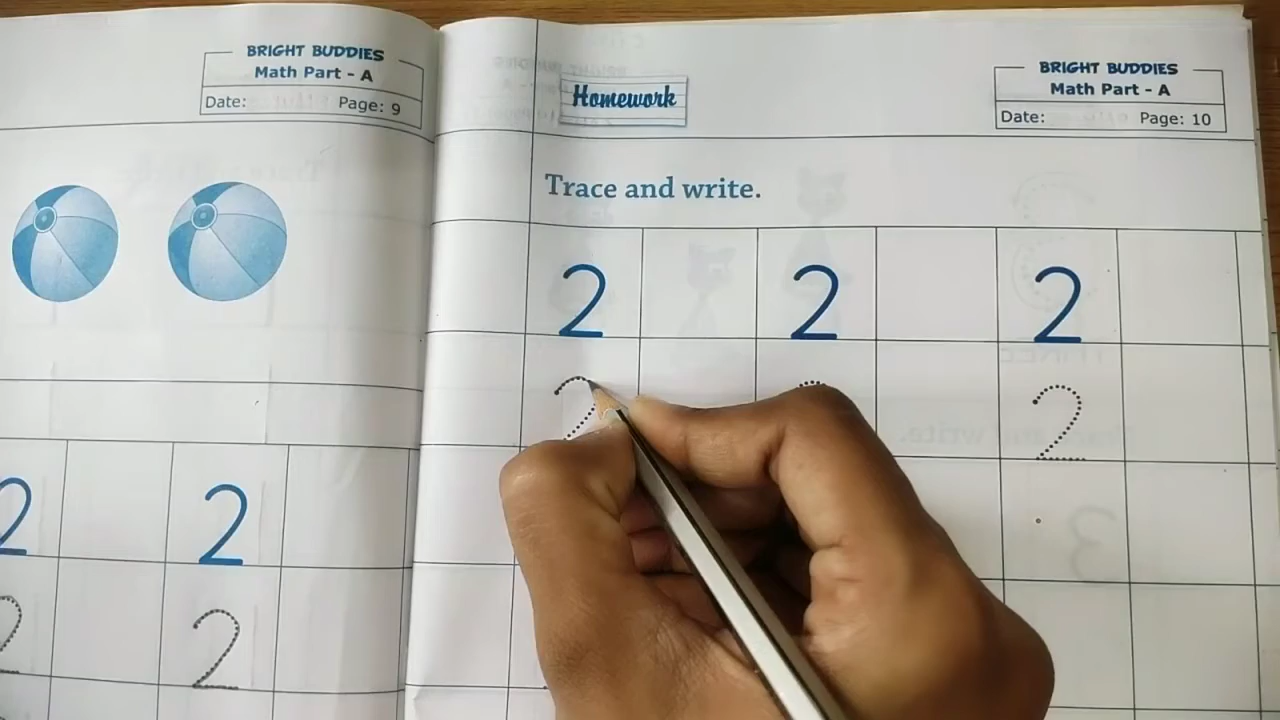 BRIGHT BUDDIES
Math Part - A
Date: Page: 9
2 2
2 2
Homework
BRIGHT BUDDIES
Math Part - A
Date: Page: 10
Trace and write.
2 2 2
2 2